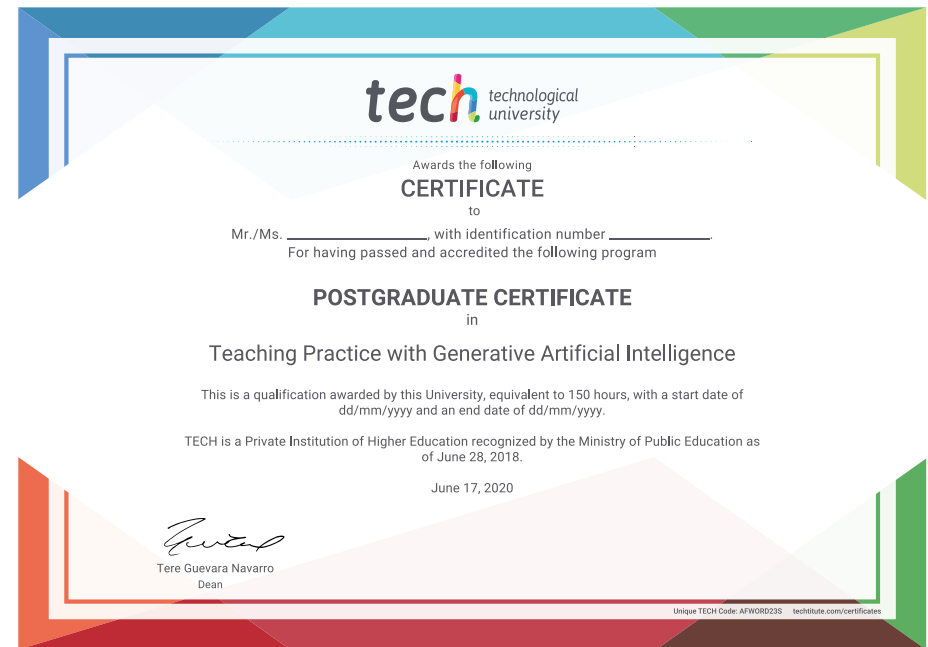 tech technological
university
Awards the following
CERTIFICATE
to
Mr./Ms. ____________________, with identification number ______________.
For having passed and accredited the following program
POSTGRADUATE CERTIFICATE
in
Teaching Practice with Generative Artificial Intelligence
This is a qualification awarded by this University, equivalent to 150 hours, with a start date of
dd/mm/yyyy and an end date of dd/mm/yyyy.
TECH is a Private Institution of Higher Education recognized by the Ministry of Public Education as
of June 28, 2018.
June 17, 2020
Tere Guevara Navarro
Dean
Unique TECH Code: AFWORD23S techtitute.com/certificates